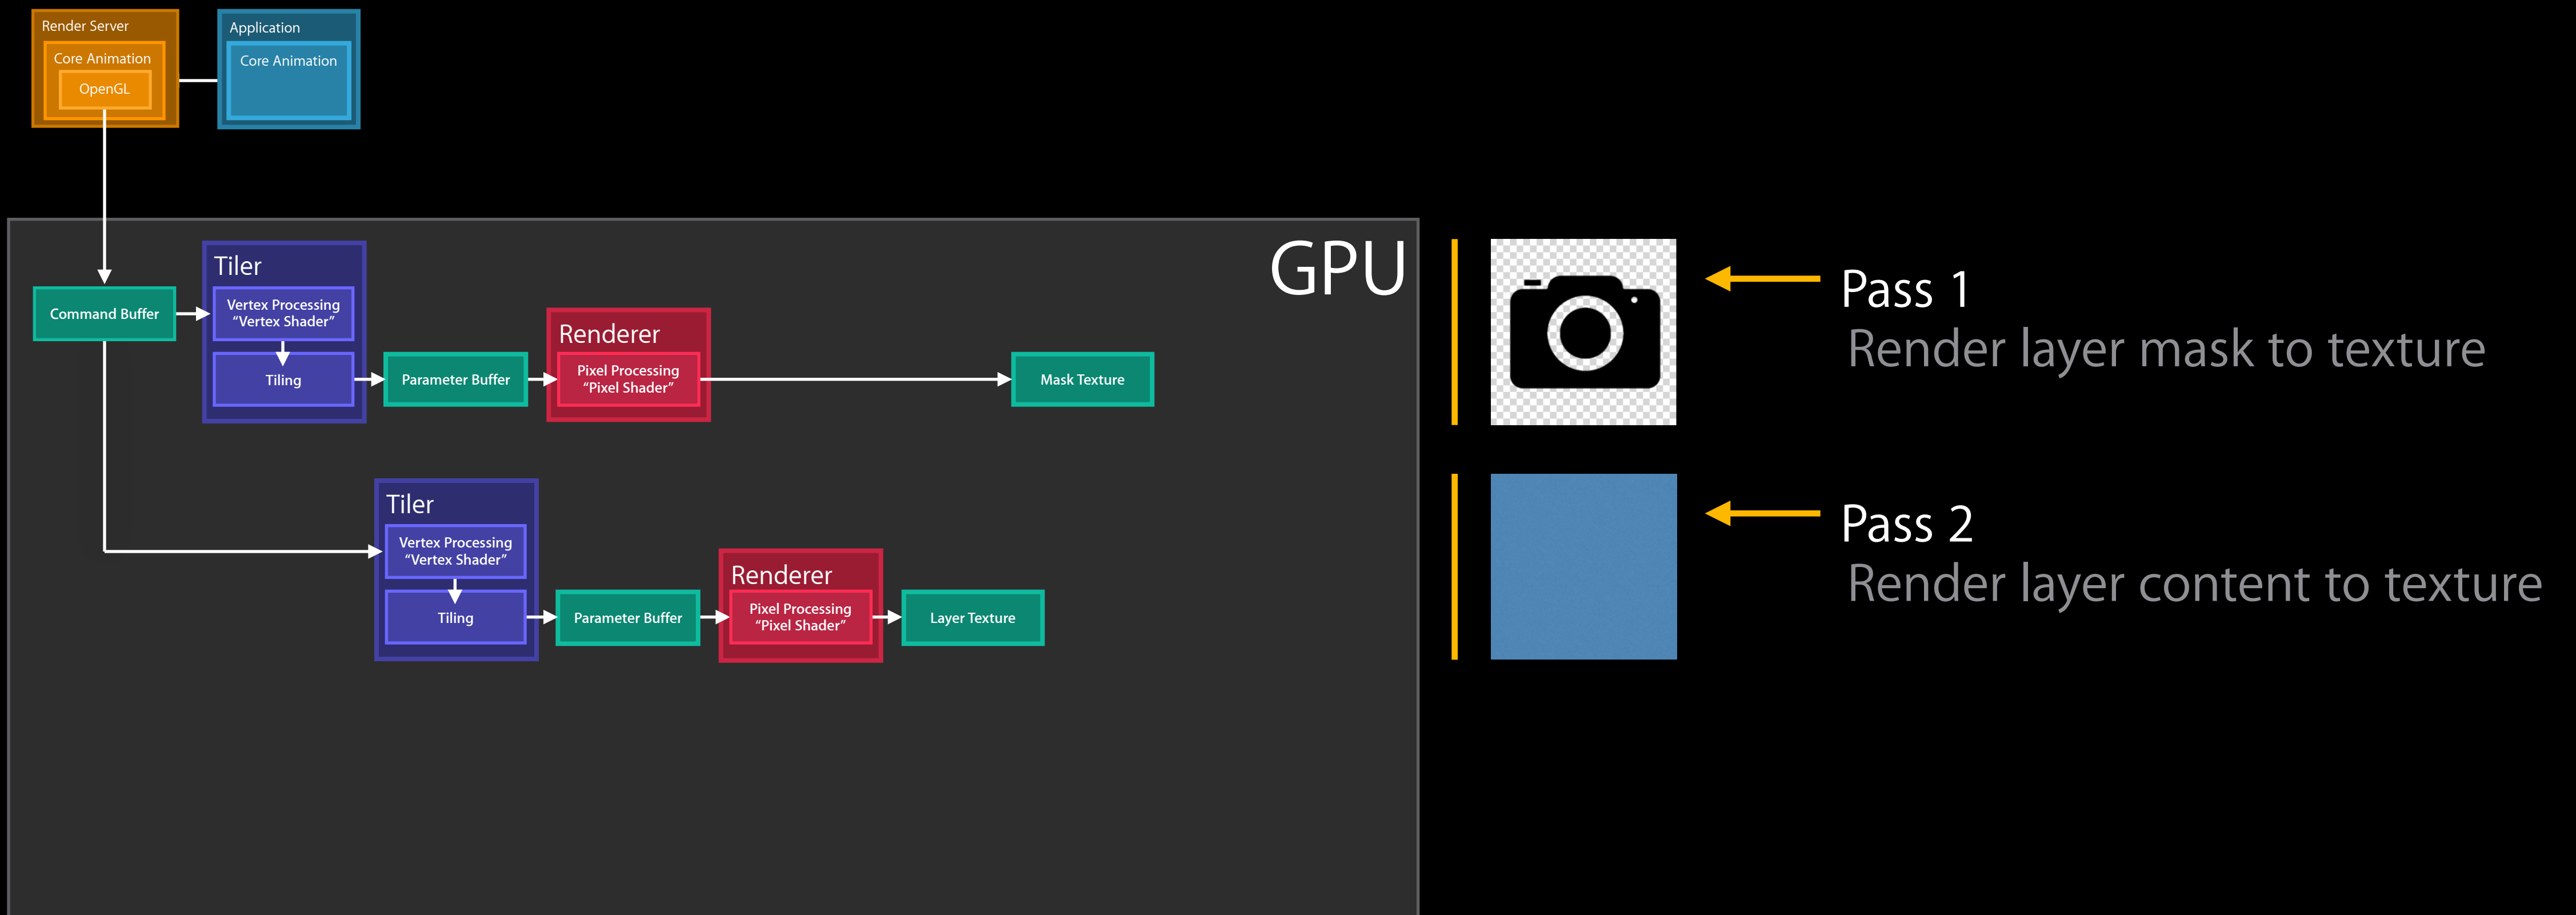 Render Server
Core Animation
OpenGL
Application
Core Animation
GPU
Command Buffer
Tiler
Vertex Processing
“Vertex Shader”
Tiling
Parameter Buffer
Renderer
Pixel Processing
“Pixel Shader”
Mask Texture
Pass 1
Render layer mask to texture
Tiler
Vertex Processing
“Vertex Shader”
Tiling
Parameter Buffer
Renderer
Pixel Processing
“Pixel Shader”
Layer Texture
Pass 2
Render layer content to texture